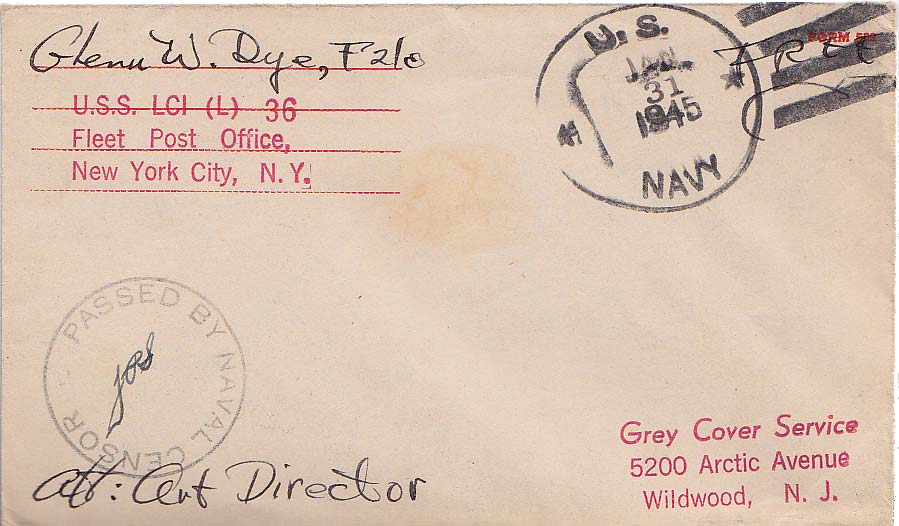 Glenn W. Dye, F2/c
U.S.S. LCI (L) 36
Fleet Post Office,
New York City, N.Y.
U. S.
JAN.
31
1945
NAVY
FREE
PASSED BY NAVAL CENSOR
Att: Art Director
Grey Cover Service
5200 Arctic Avenue
Wildwood, N. J.